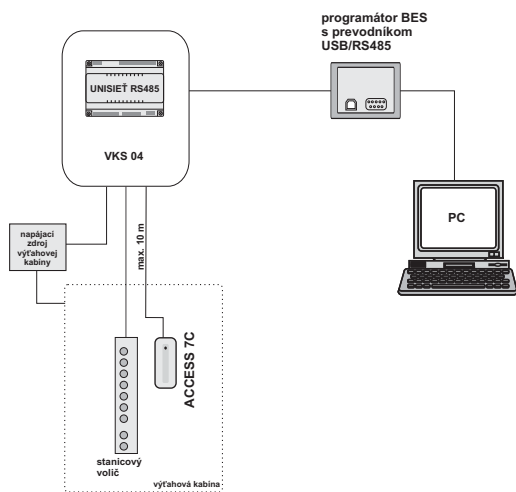 programátor BES
s prevodníkom
USB/RS485
UNISIEŤ RS485
VKS 04
PC
napájací
zdroj
výťahovej
kabíny
max. 10 m
ACCESS 7C
stanicový
volič
výťahová kabína